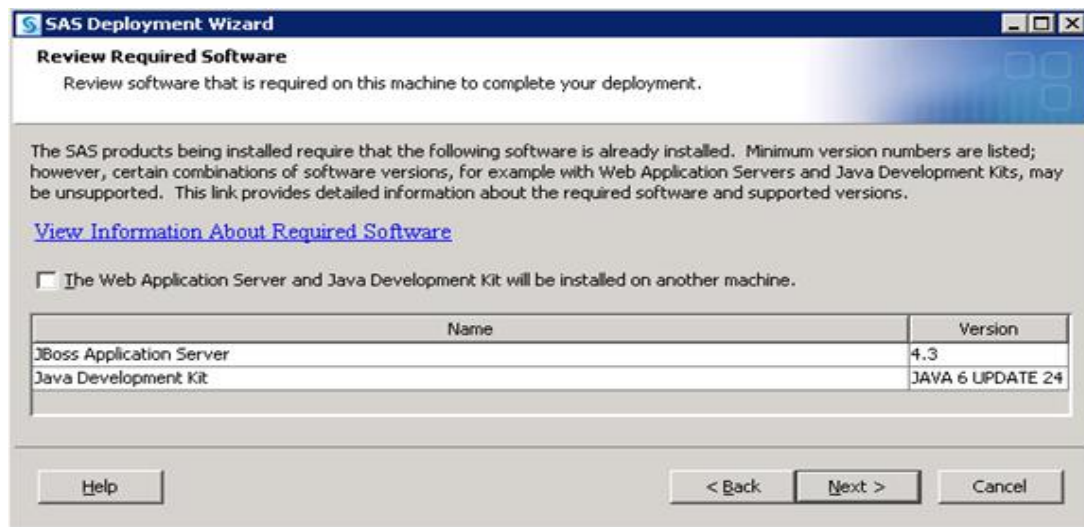 SAS Deployment Wizard
Review Required Software
Review software that is required on this machine to complete your deployment.
The SAS products being installed require that the following software is already installed. Minimum version numbers are listed;
however, certain combinations of software versions, for example with Web Application Servers and Java Development Kits, may
be unsupported. This link provides detailed information about the required software and supported versions.
View Information About Required Software
The Web Application Server and Java Development Kit will be installed on another machine.
Name Version
JBoss Application Server 4.3
Java Development Kit JAVA 6 UPDATE 24
Help < Back Next > Cancel